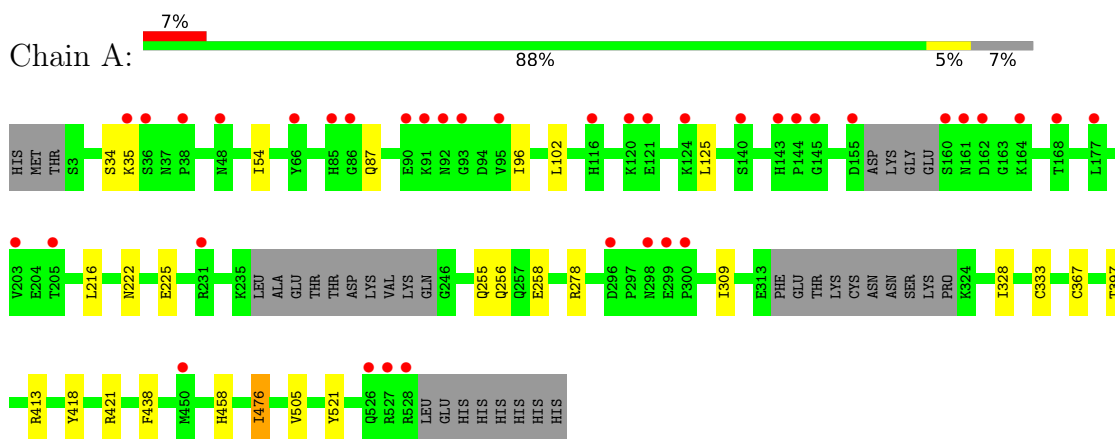 7%
Chain A:
88% 5% 7%
HIS MET THR S3 S34 K35 S36 N37 P38 N48 I54 Y66 H85 G86 Q87 E90 K91 N92 G93 D94 V95 I96 L102 H116 K120 E121 K124 L125 S140 H143 P144 G145 D155 ASP LYS GLY GLU S160 N161 D162 G163 K164 T168 L177
V203 E204 T205 L216 N222 E225 R231 K235 LEU ALA GLU THR THR ASP LYS VAL LYS GLN G246 Q255 Q256 Q257 E258 R278 D296 P297 N298 E299 P300 I309 E313 PHE GLU THR LYS CYS ASN ASN SER LYS PRO K324 I328 C333 C367 T397
R413 Y418 R421 F438 M450 H458 I476 V505 Y521 Q526 R527 R528 LEU GLU HIS HIS HIS HIS HIS HIS